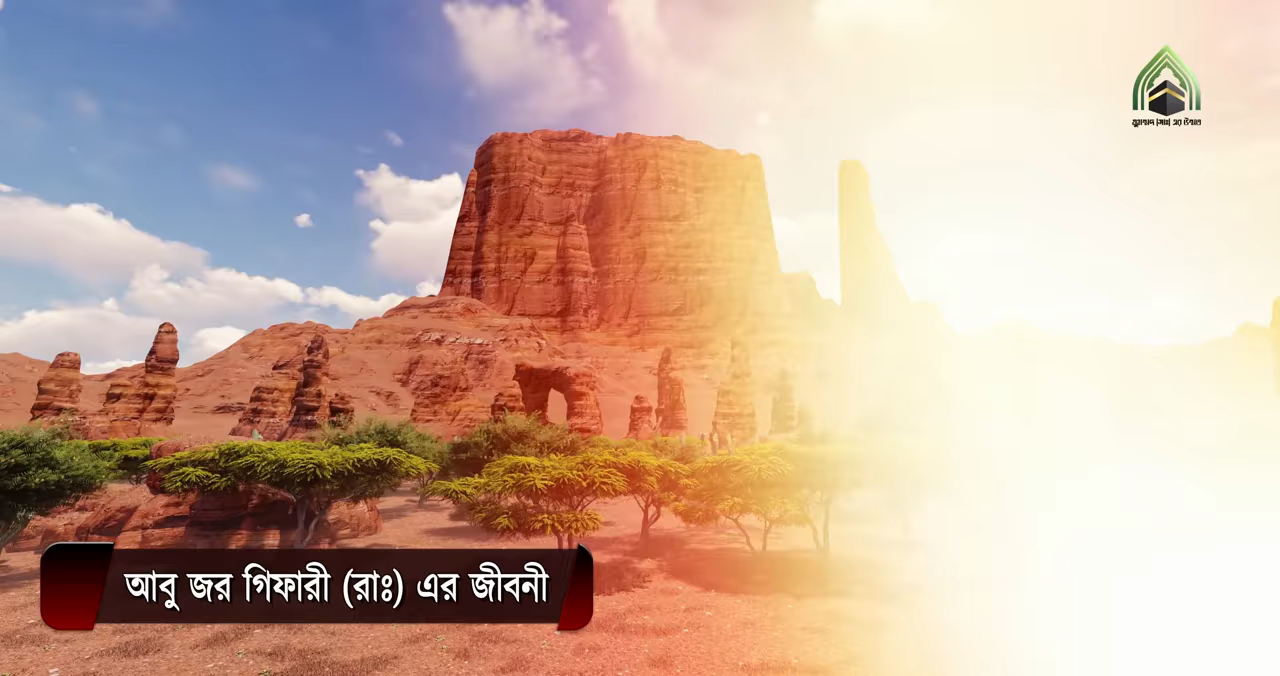 আবু জর গিফারী (রাঃ) এর জীবনী